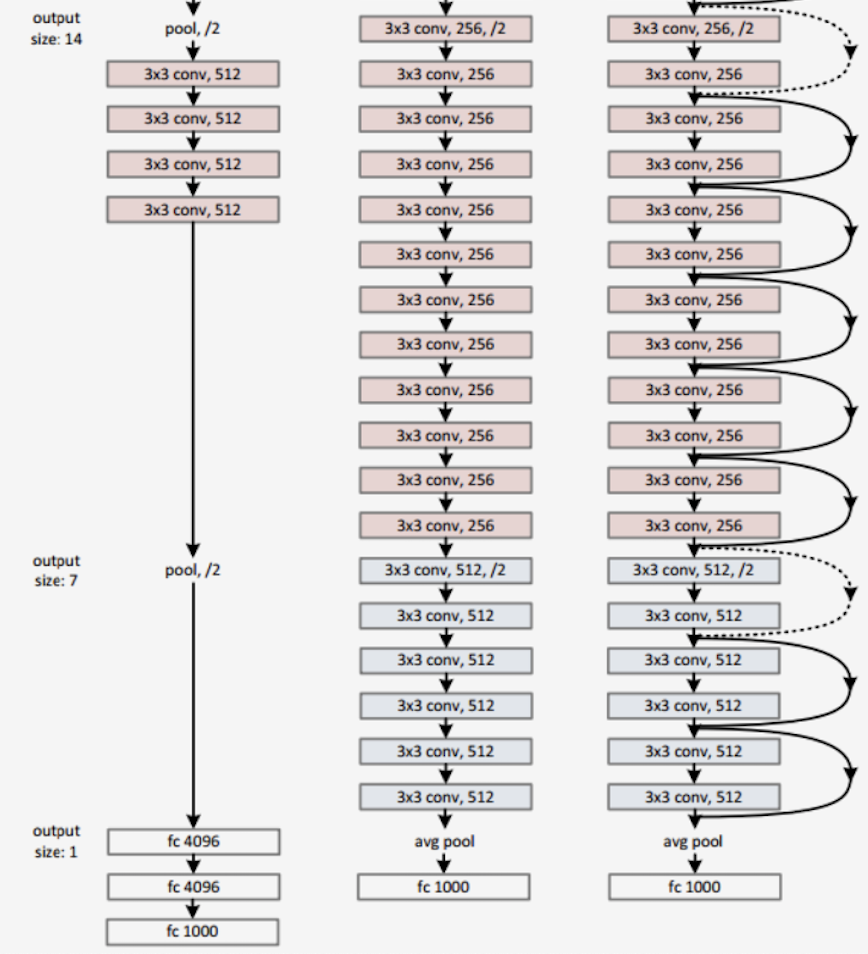 output
size: 14
pool, /2
3x3 conv, 512
3x3 conv, 512
3x3 conv, 512
3x3 conv, 512
output
size: 7
pool, /2
output
size: 1
fc 4096
fc 4096
fc 1000
3x3 conv, 256, /2
3x3 conv, 256
3x3 conv, 256
3x3 conv, 256
3x3 conv, 256
3x3 conv, 256
3x3 conv, 256
3x3 conv, 256
3x3 conv, 256
3x3 conv, 256
3x3 conv, 256
3x3 conv, 256
3x3 conv, 512, /2
3x3 conv, 512
3x3 conv, 512
3x3 conv, 512
3x3 conv, 512
3x3 conv, 512
avg pool
fc 1000
3x3 conv, 256, /2
3x3 conv, 256
3x3 conv, 256
3x3 conv, 256
3x3 conv, 256
3x3 conv, 256
3x3 conv, 256
3x3 conv, 256
3x3 conv, 256
3x3 conv, 256
3x3 conv, 256
3x3 conv, 256
3x3 conv, 512, /2
3x3 conv, 512
3x3 conv, 512
3x3 conv, 512
3x3 conv, 512
3x3 conv, 512
avg pool
fc 1000